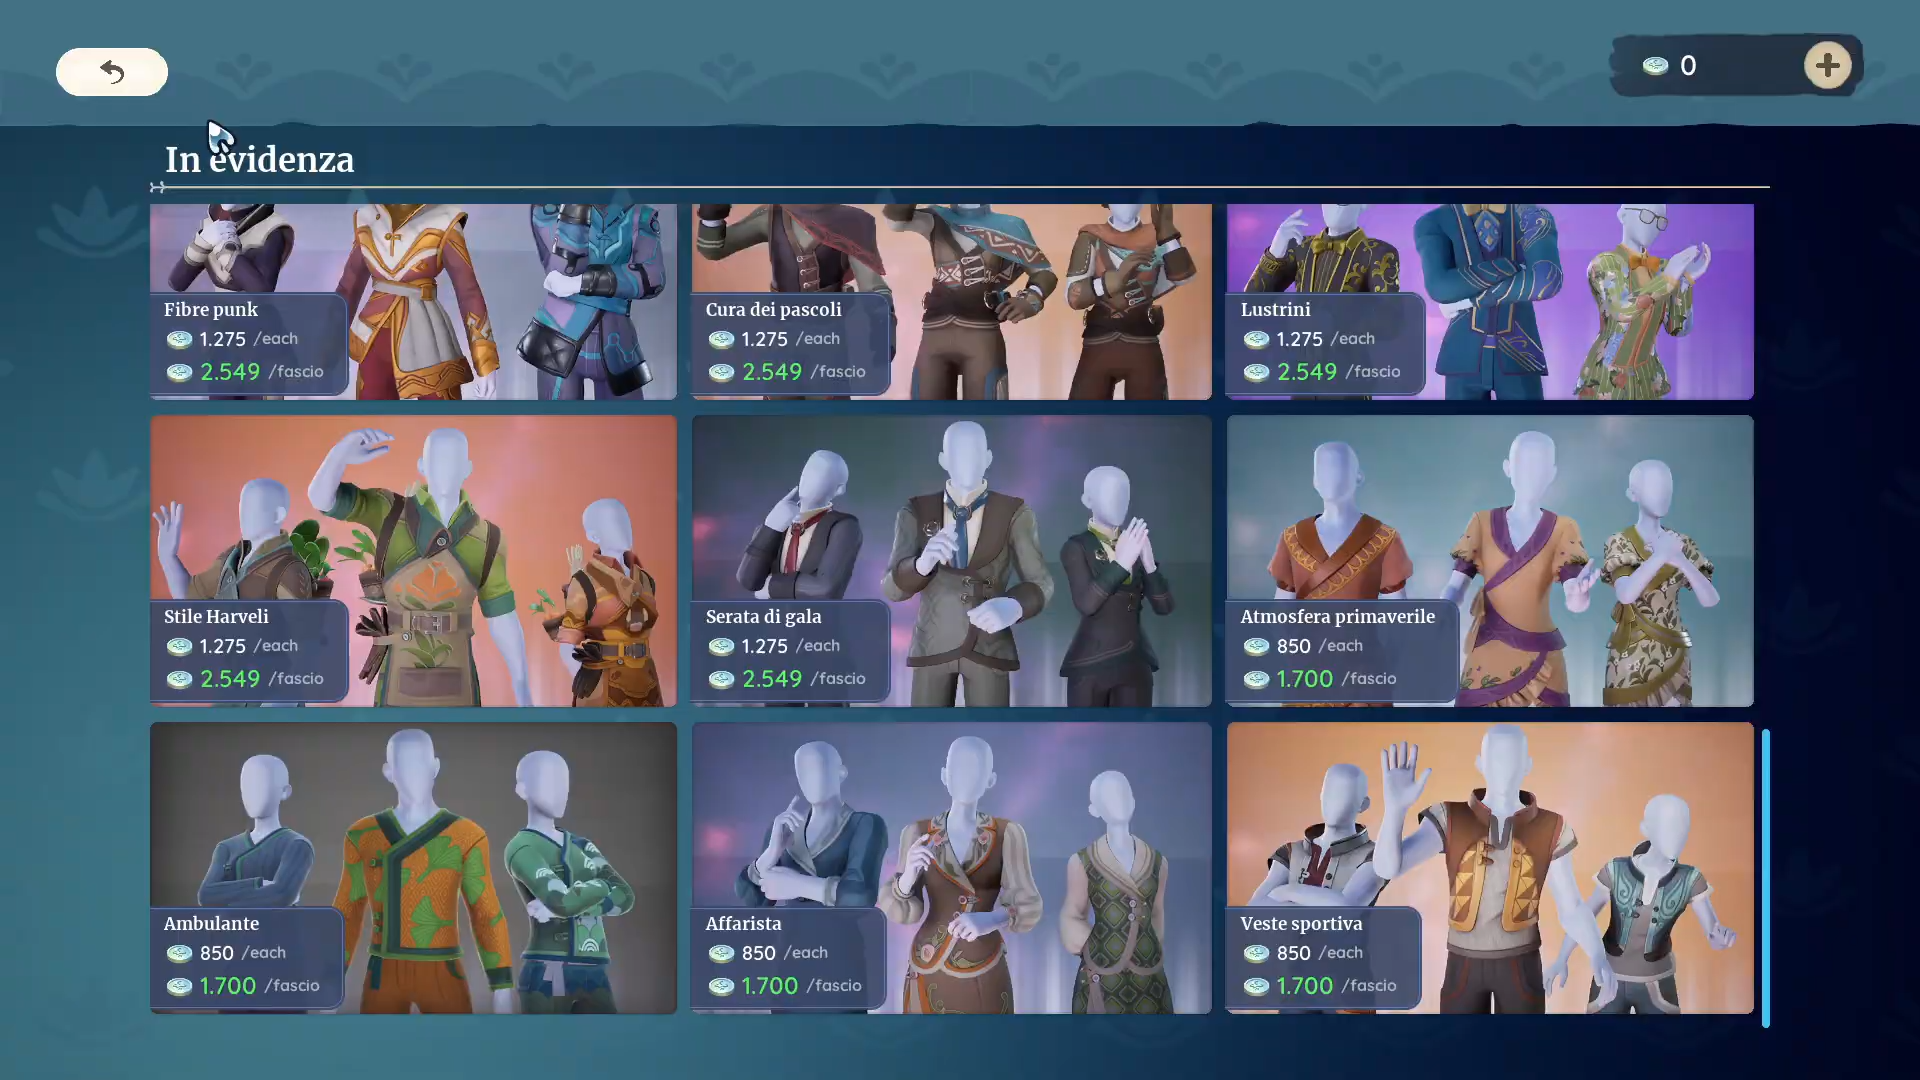 0
In evidenza
Fibre punk
1.275 /each
2.549 /fascio
Cura dei pascoli
1.275 /each
2.549 /fascio
Lustrini
1.275 /each
2.549 /fascio
Stile Harveli
1.275 /each
2.549 /fascio
Serata di gala
1.275 /each
2.549 /fascio
Atmosfera primaverile
850 /each
1.700 /fascio
Ambulante
850 /each
1.700 /fascio
Affarista
850 /each
1.700 /fascio
Veste sportiva
850 /each
1.700 /fascio